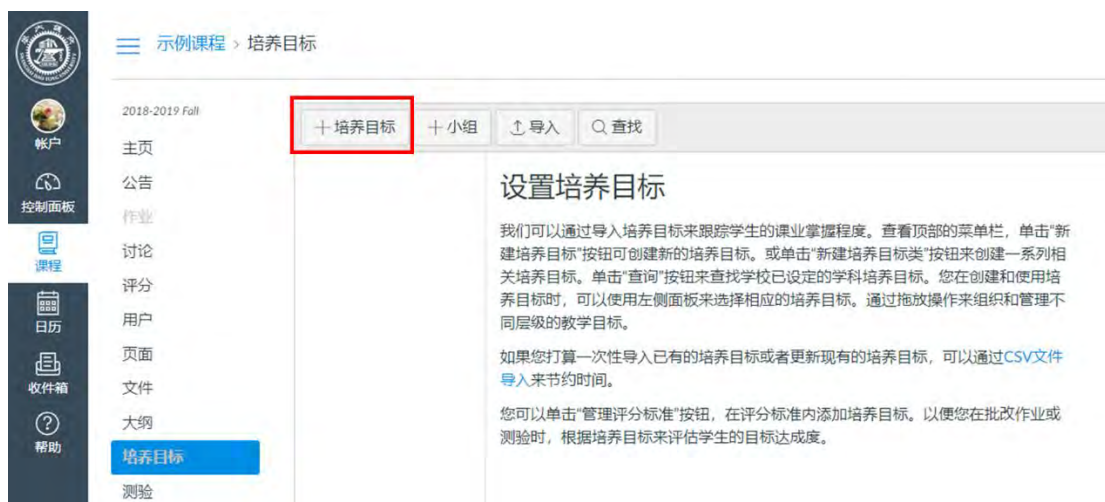 示例课程 › 培养目标
帐户
控制面板
课程
日历
收件箱
帮助
2018-2019 Fall
主页
公告
作业
讨论
评分
用户
页面
文件
大纲
培养目标
测验
+培养目标
+小组
导入
查找
设置培养目标
我们可以通过导入培养目标来跟踪学生的课业掌握程度。查看顶部的菜单栏，单击“新
建培养目标”按钮可创建新的培养目标。或单击“新建培养目标类”按钮来创建一系列相
关培养目标。单击“查询”按钮来查找学校已设定的学科培养目标。您在创建和使用培
养目标时，可以使用左侧面板来选择相应的培养目标。通过拖放操作来组织和管理不
同层级的教学目标。
如果您打算一次性导入已有的培养目标或者更新现有的培养目标，可以通过CSV文件
导入来节约时间。
您可以单击“管理评分标准”按钮，在评分标准内添加培养目标。以便您在批改作业或
测验时，根据培养目标来评估学生的目标达成度。